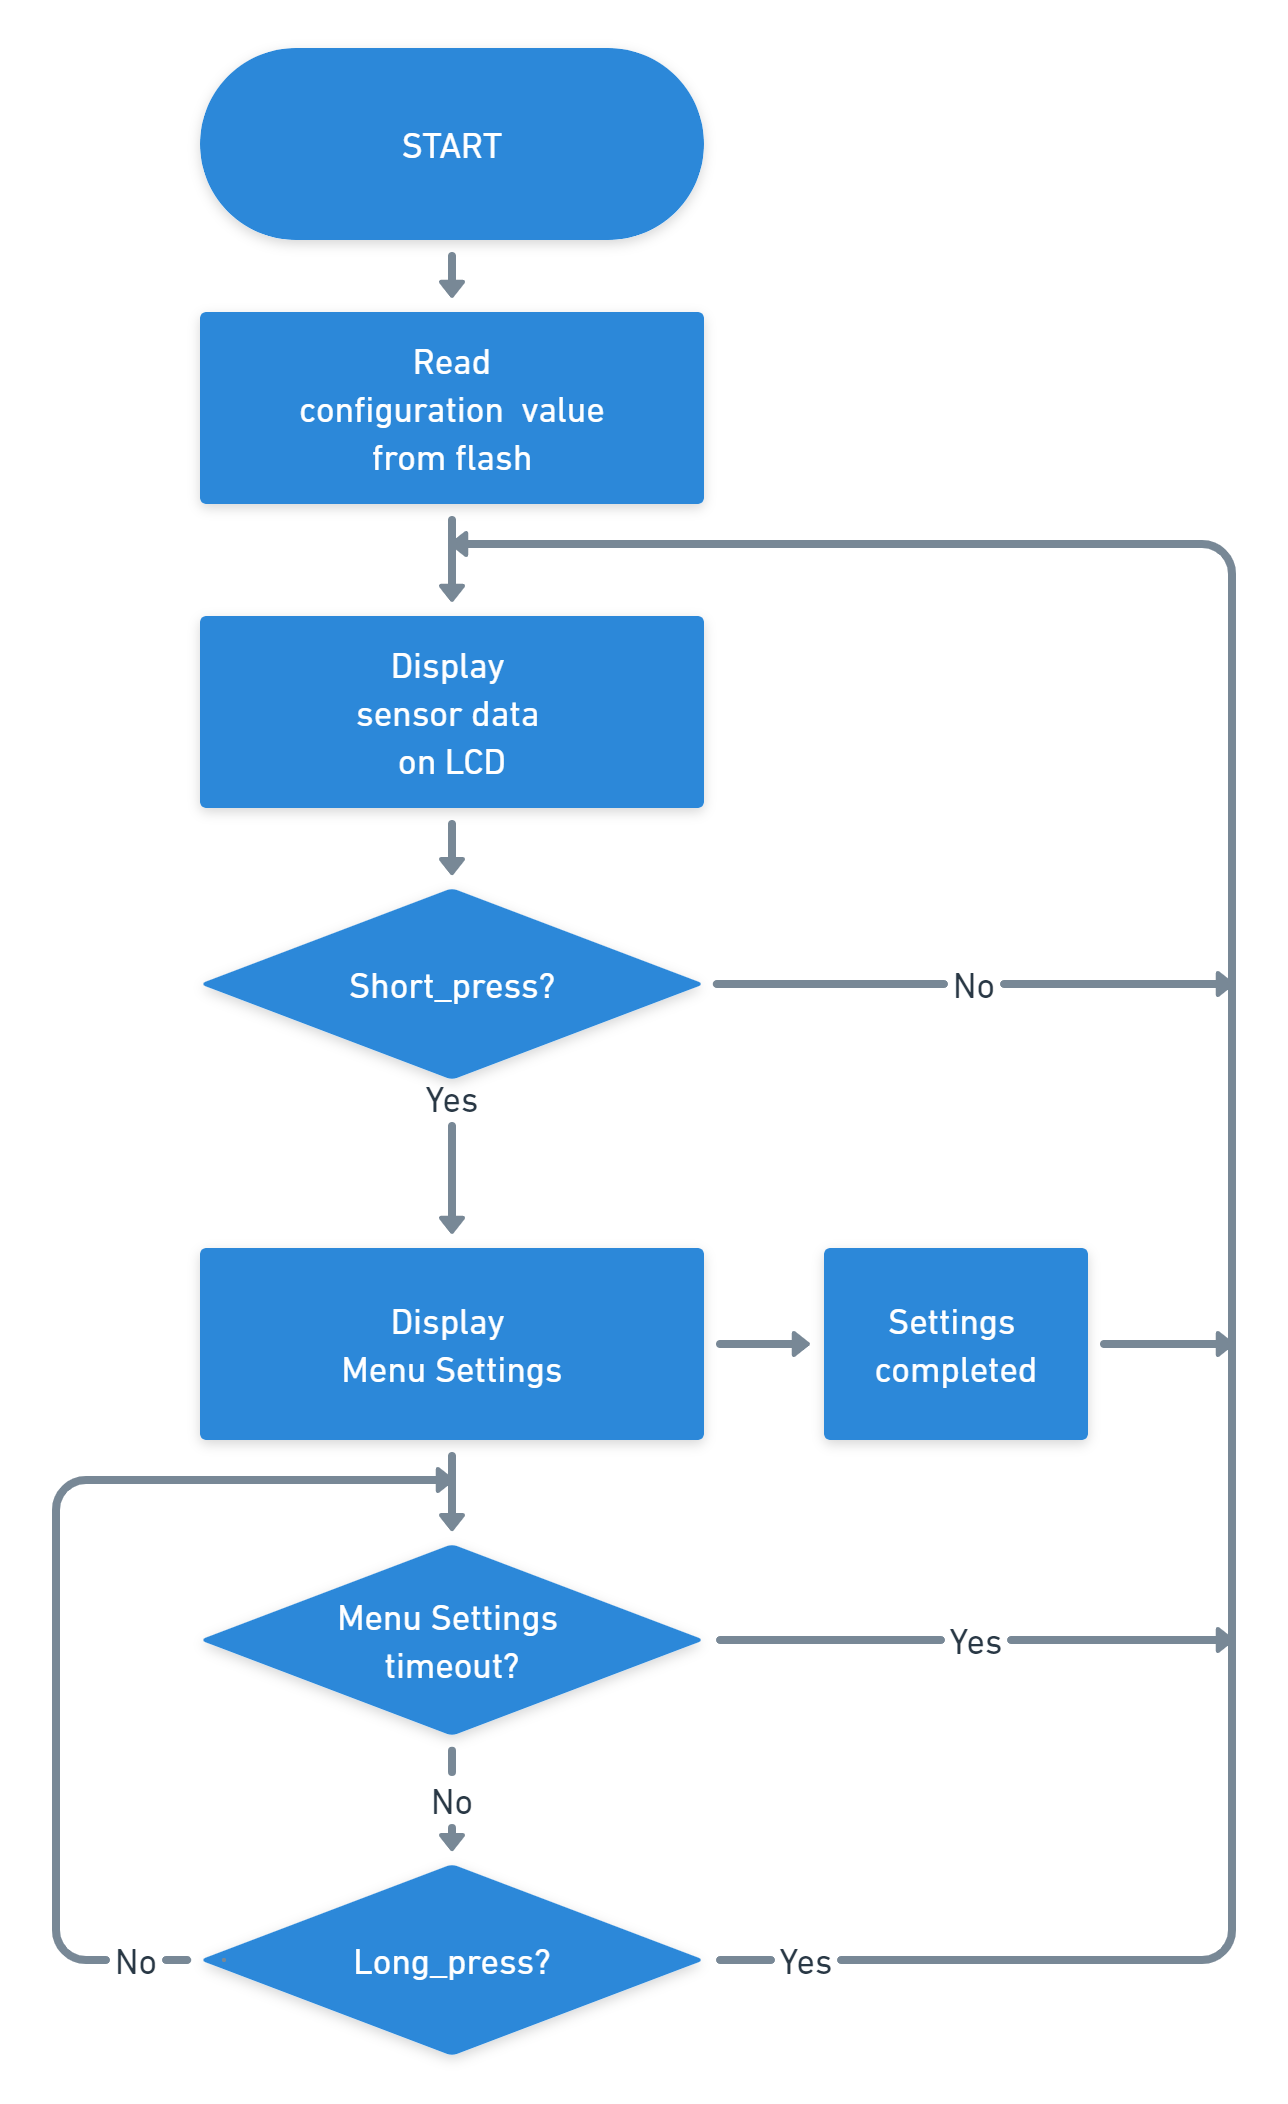 START
Read
configuration  value
from flash
Display
sensor data
on LCD
Short_press?
No
Yes
Display
Menu Settings
Settings
completed
Menu Settings
timeout?
Yes
No
Long_press?
No
Yes